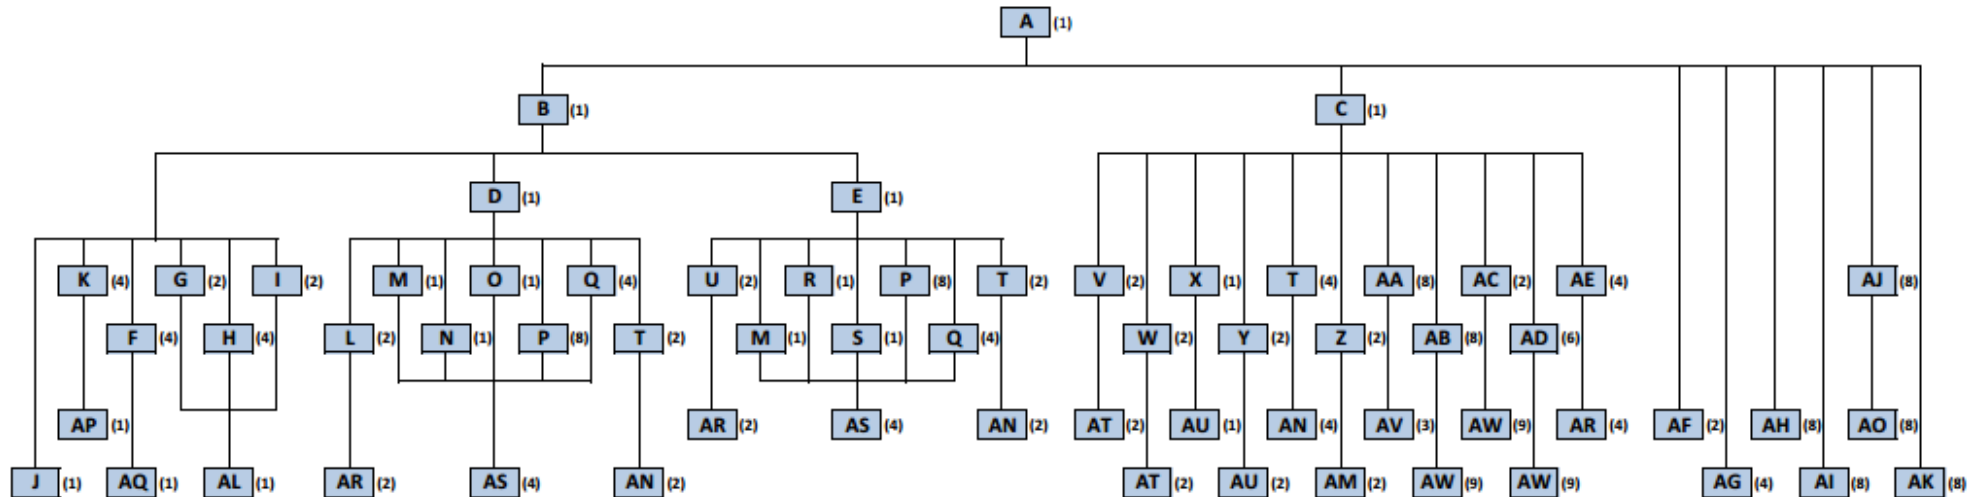 A (1)
B (1) C (1)
D (1) E (1)
K (4) G (2) I (2) M (1) O (1) Q (4) U (2) R (1) P (8) T (2) V (2) X (1) T (4) AA (8) AC (2) AE (4) AJ (8)
F (4) H (4) L (2) N (1) P (8) T (2) M (1) S (1) Q (4) W (2) Y (2) Z (2) AB (8) AD (6)
AP (1) AR (2) AS (4) AN (2) AT (2) AU (1) AN (4) AV (3) AW (9) AR (4) AF (2) AH (8) AO (8)
J (1) AQ (1) AL (1) AR (2) AS (4) AN (2) AT (2) AU (2) AM (2) AW (9) AW (9) AG (4) AI (8) AK (8)